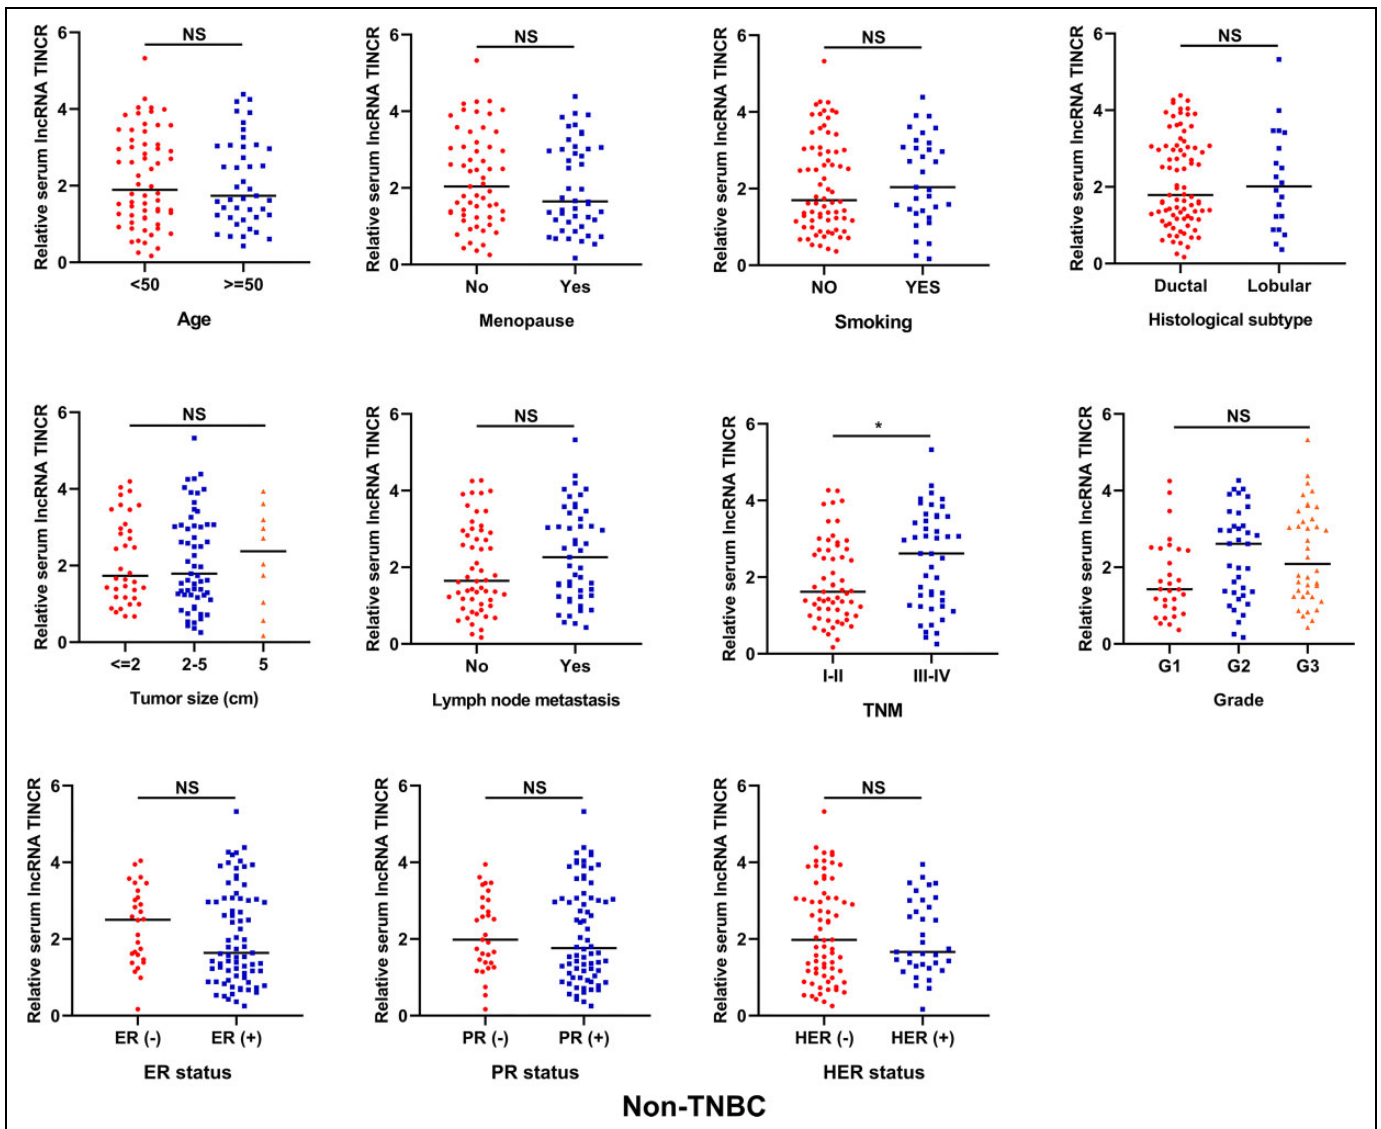 Relative serum lncRNA TINCR
6
4
2
0
NS
<50 >=50
Age
Relative serum lncRNA TINCR
6
4
2
0
NS
No Yes
Menopause
Relative serum lncRNA TINCR
6
4
2
0
NS
NO YES
Smoking
Relative serum lncRNA TINCR
6
4
2
0
NS
Ductal Lobular
Histological subtype
Relative serum lncRNA TINCR
6
4
2
0
NS
<=2 2-5 5
Tumor size (cm)
Relative serum lncRNA TINCR
6
4
2
0
NS
No Yes
Lymph node metastasis
Relative serum lncRNA TINCR
6
4
2
0
*
I-II III-IV
TNM
Relative serum lncRNA TINCR
6
4
2
0
NS
G1 G2 G3
Grade
Relative serum lncRNA TINCR
6
4
2
0
NS
ER (-) ER (+)
ER status
Relative serum lncRNA TINCR
6
4
2
0
NS
PR (-) PR (+)
PR status
Relative serum lncRNA TINCR
6
4
2
0
NS
HER (-) HER (+)
HER status
Non-TNBC